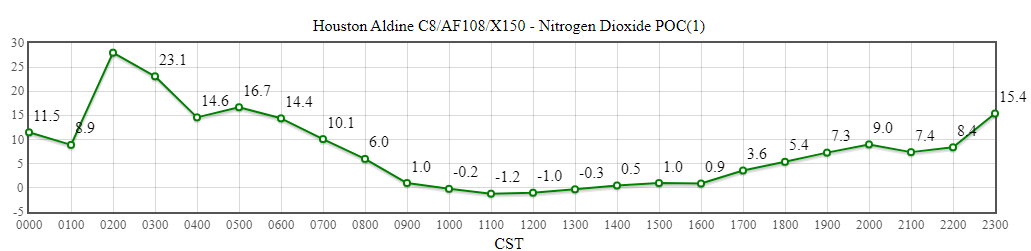 Houston Aldine C8/AF108/X150 - Nitrogen Dioxide POC(1)
30
25
20
15
10
5
0
-5
11.5 8.9 23.1 14.6 16.7 14.4 10.1 6.0 1.0 -0.2 -1.2 -1.0 -0.3 0.5 1.0 0.9 3.6 5.4 7.3 9.0 7.4 8.4 15.4
0000 0100 0200 0300 0400 0500 0600 0700 0800 0900 1000 1100 1200 1300 1400 1500 1600 1700 1800 1900 2000 2100 2200 2300
CST